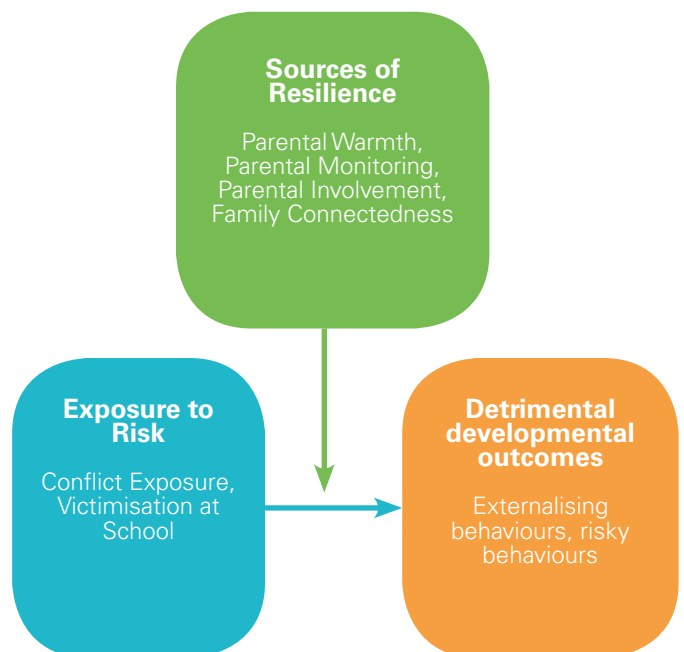 Sources of
Resilience
Parental Warmth,
Parental Monitoring,
Parental Involvement,
Family Connectedness
Exposure to
Risk
Conflict Exposure,
Victimisation at
School
Detrimental
developmental
outcomes
Externalising
behaviours, risky
behaviours